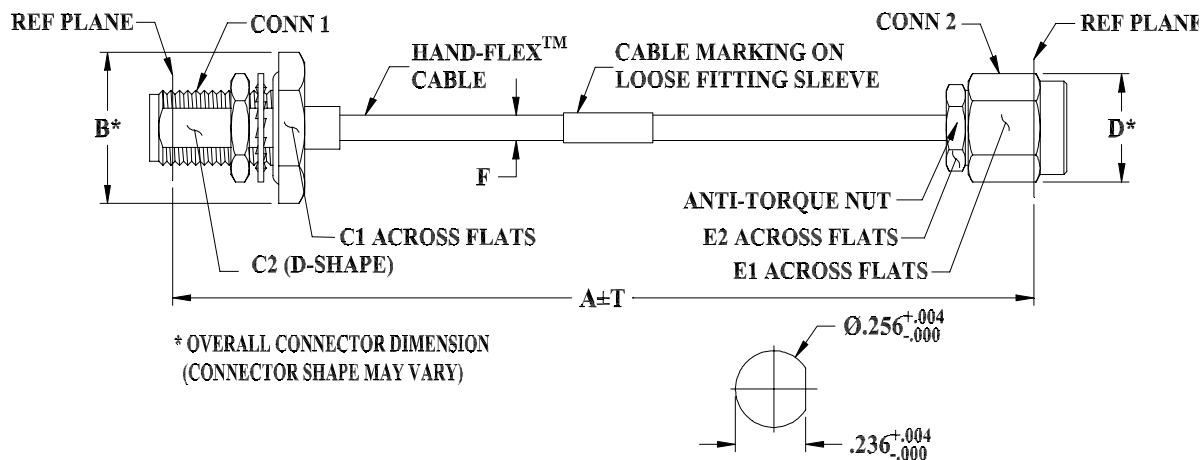 REF PLANE
CONN 1
HAND-FLEX™
CABLE
CABLE MARKING ON
LOOSE FITTING SLEEVE
CONN 2
REF PLANE
B*
D*
F
ANTI-TORQUE NUT
C1 ACROSS FLATS
E2 ACROSS FLATS
C2 (D-SHAPE)
E1 ACROSS FLATS
A±T
* OVERALL CONNECTOR DIMENSION
(CONNECTOR SHAPE MAY VARY)
Ø.256 +.004 -.000
.236 +.004 -.000